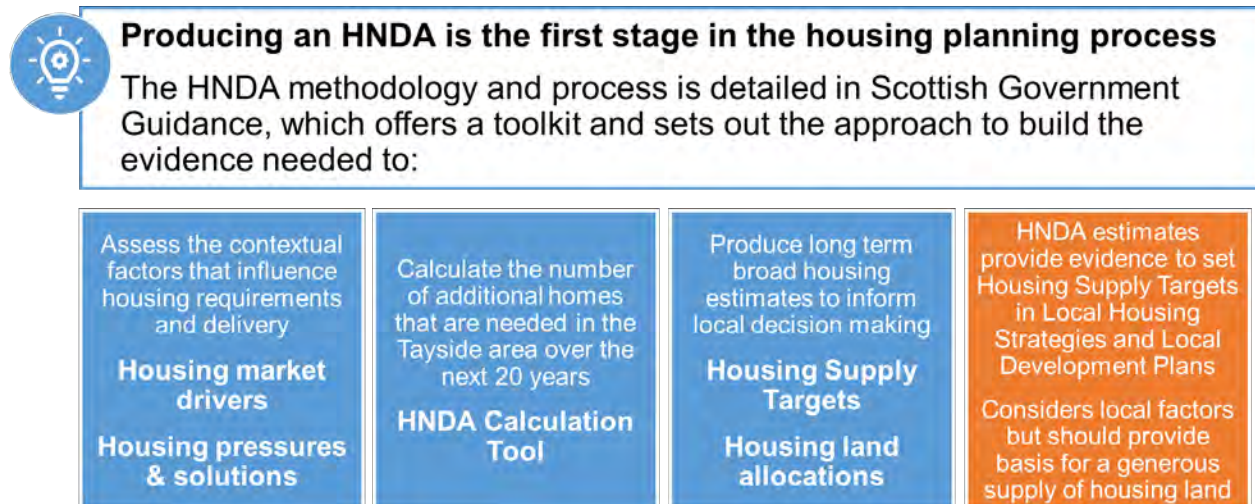 Producing an HNDA is the first stage in the housing planning process
The HNDA methodology and process is detailed in Scottish Government
Guidance, which offers a toolkit and sets out the approach to build the
evidence needed to:
Assess the contextual
factors that influence
housing requirements
and delivery
Housing market
drivers
Housing pressures
& solutions
Calculate the number
of additional homes
that are needed in the
Tayside area over the
next 20 years
HNDA Calculation
Tool
Produce long term
broad housing
estimates to inform
local decision making
Housing Supply
Targets
Housing land
allocations
HNDA estimates
provide evidence to set
Housing Supply Targets
in Local Housing
Strategies and Local
Development Plans
Considers local factors
but should provide
basis for a generous
supply of housing land